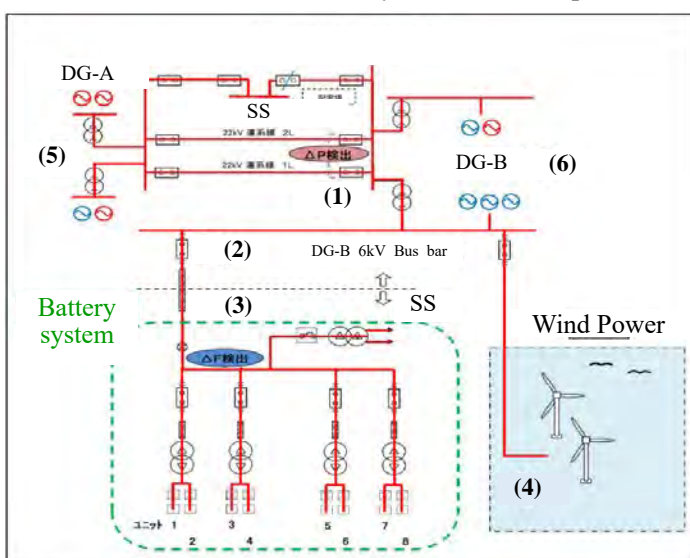 DG-A
SS
22kV 連系線 2L
△P検出
(5)
22kV 連系線 1L
(1)
DG-B
(6)
(2)
DG-B 6kV Bus bar
(3)
SS
Battery
system
△F検出
Wind Power
(4)
ユニット 1 2 3 4 5 6 7 8